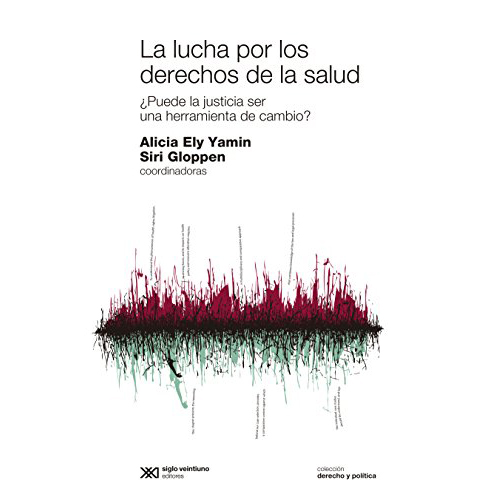 La lucha por los
derechos de la salud
¿Puede la justicia ser
una herramienta de cambio?
Alicia Ely Yamin
Siri Gloppen
coordinadoras
siglo veintiuno
editores
colección
derecho y política